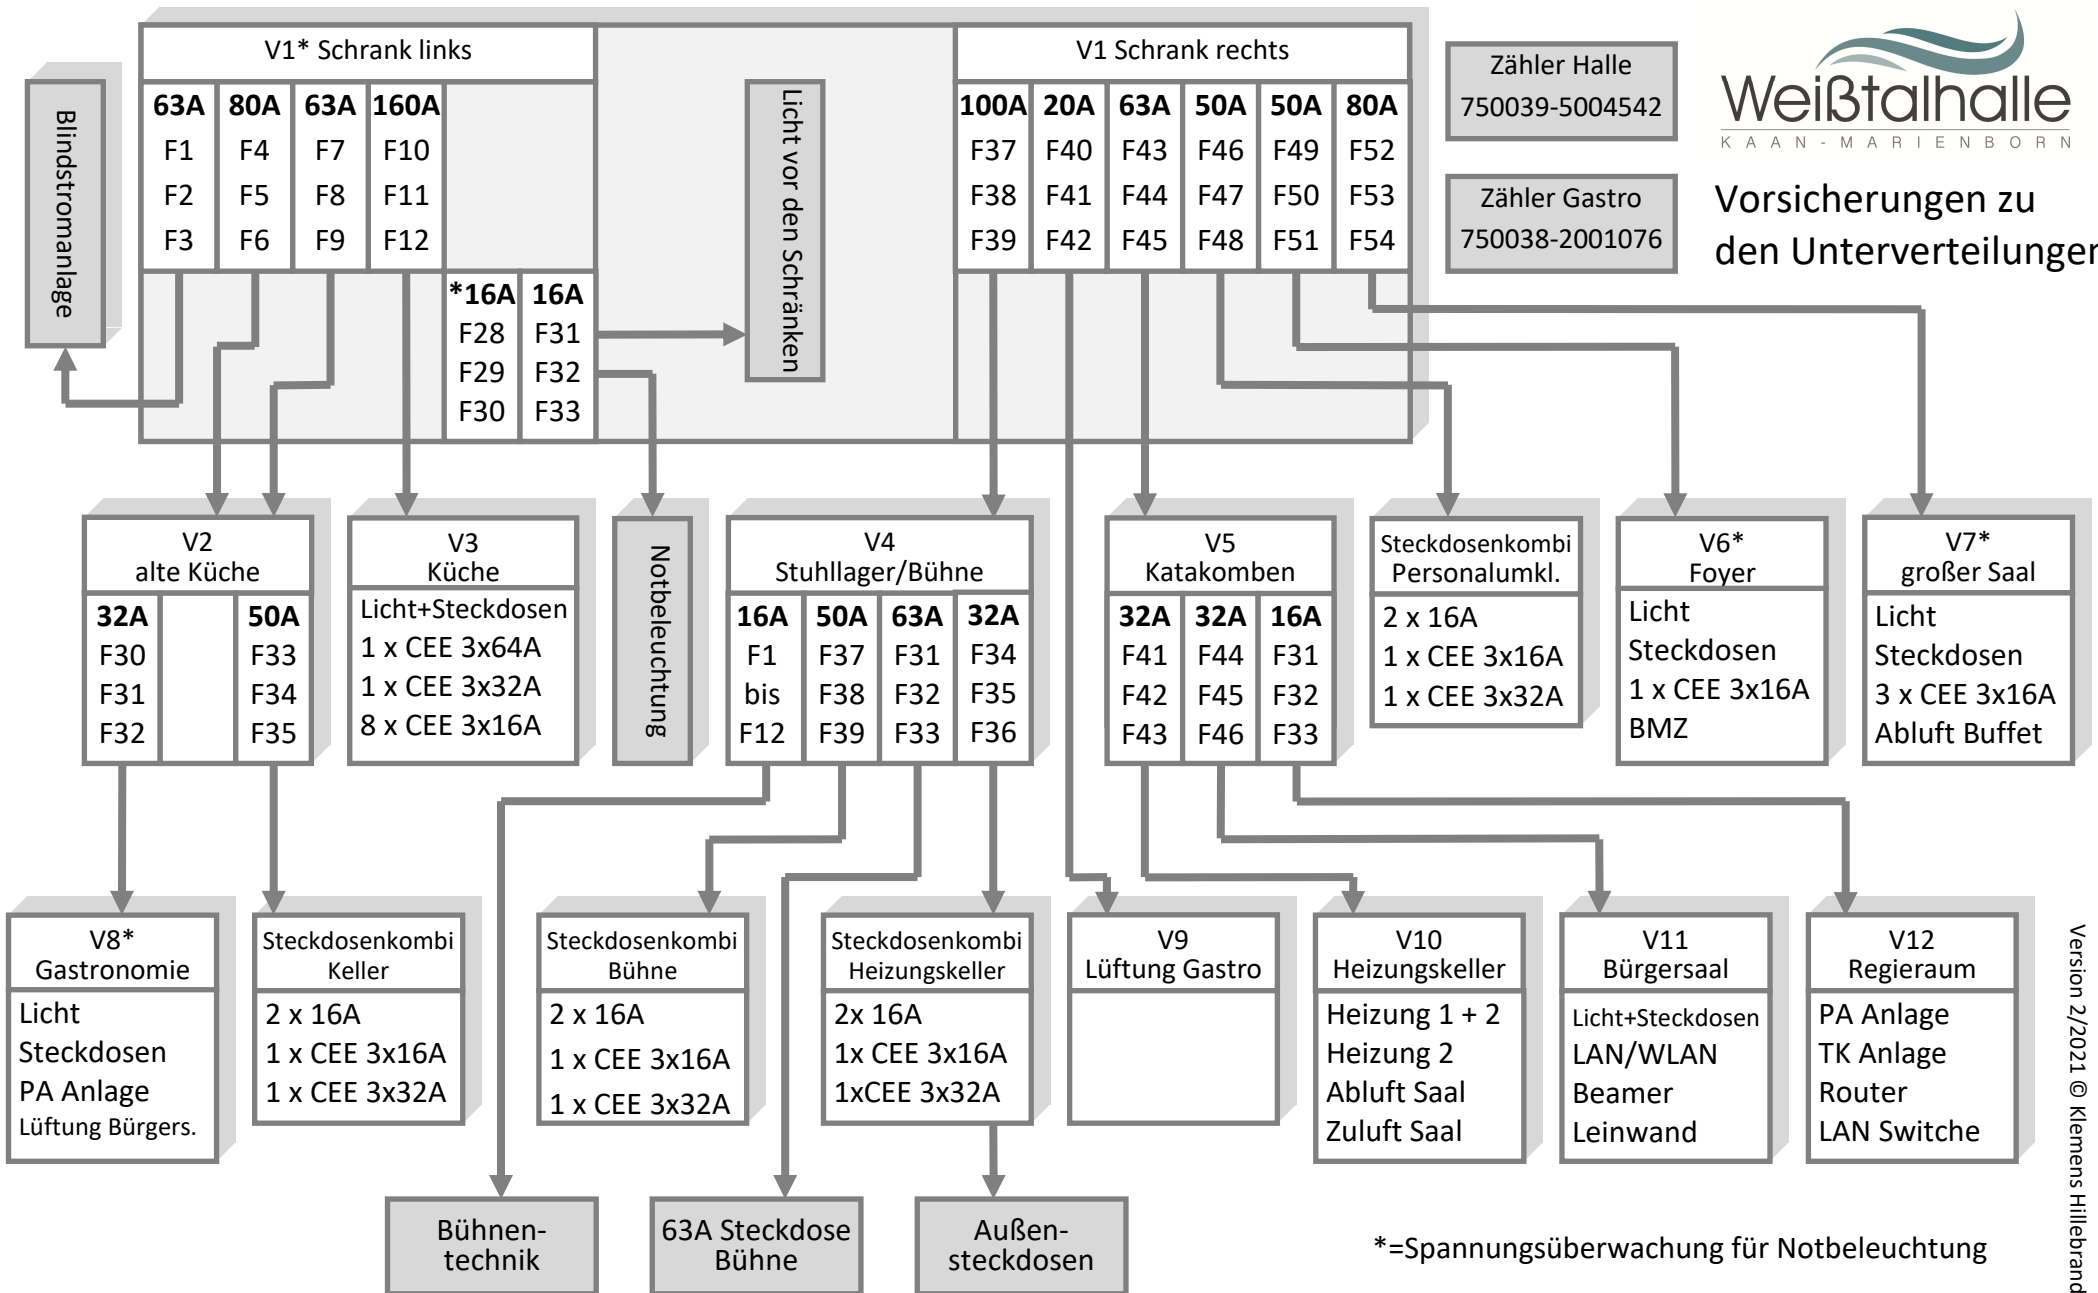 V1* Schrank links
V1 Schrank rechts
Zähler Halle
750039-5004542
Zähler Gastro
750038-2001076
Weißtalhalle
KAAN-MARIENBORN
Vorsicherungen zu
den Unterverteilungen
Blindstromanlage
63A 80A 63A 160A
F1 F4 F7 F10
F2 F5 F8 F11
F3 F6 F9 F12
*16A 16A
F28 F31
F29 F32
F30 F33
Licht vor den Schränken
100A 20A 63A 50A 50A 80A
F37 F40 F43 F46 F49 F52
F38 F41 F44 F47 F50 F53
F39 F42 F45 F48 F51 F54
V2
alte Küche
32A 50A
F30 F33
F31 F34
F32 F35
V3
Küche
Licht+Steckdosen
1 x CEE 3x64A
1 x CEE 3x32A
8 x CEE 3x16A
Notbeleuchtung
V4
Stuhllager/Bühne
16A 50A 63A 32A
F1 F37 F31 F34
bis F38 F32 F35
F12 F39 F33 F36
V5
Katakomben
32A 32A 16A
F41 F44 F31
F42 F45 F32
F43 F46 F33
Steckdosenkombi
Personalumkl.
2 x 16A
1 x CEE 3x16A
1 x CEE 3x32A
V6*
Foyer
Licht
Steckdosen
1 x CEE 3x16A
BMZ
V7*
großer Saal
Licht
Steckdosen
3 x CEE 3x16A
Abluft Buffet
V8*
Gastronomie
Licht
Steckdosen
PA Anlage
Lüftung Bürgers.
Steckdosenkombi
Keller
2 x 16A
1 x CEE 3x16A
1 x CEE 3x32A
Steckdosenkombi
Bühne
2 x 16A
1 x CEE 3x16A
1 x CEE 3x32A
Steckdosenkombi
Heizungskeller
2x 16A
1x CEE 3x16A
1xCEE 3x32A
V9
Lüftung Gastro
V10
Heizungskeller
Heizung 1 + 2
Heizung 2
Abluft Saal
Zuluft Saal
V11
Bürgersaal
Licht+Steckdosen
LAN/WLAN
Beamer
Leinwand
V12
Regieraum
PA Anlage
TK Anlage
Router
LAN Switche
Bühnen-
technik
63A Steckdose
Bühne
Außen-
steckdosen
*=Spannungsüberwachung für Notbeleuchtung
Version 2/2021 © Klemens Hillebrand